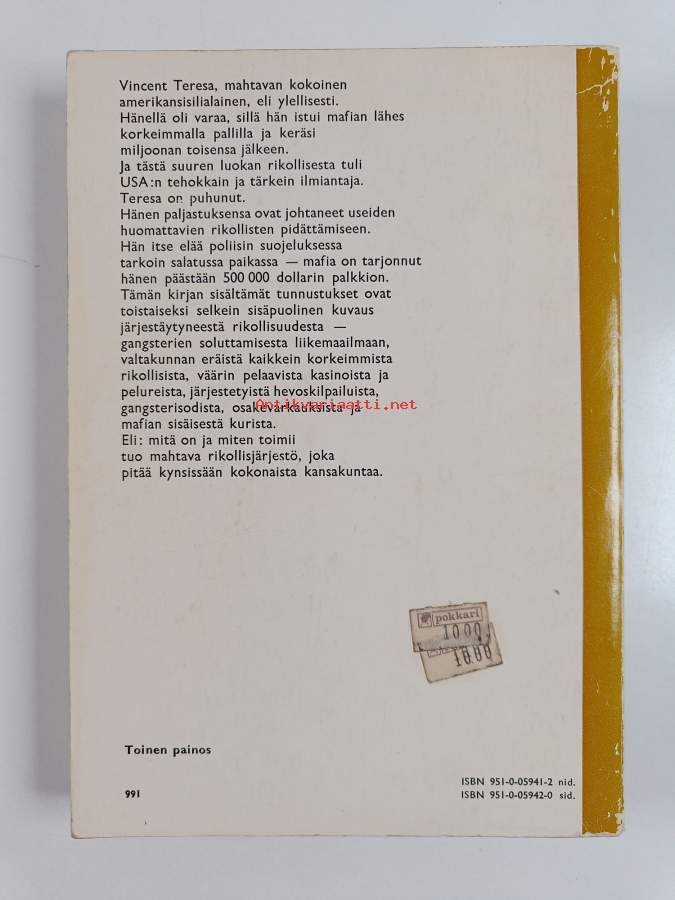 Vincent Teresa, mahtavan kokoinen
amerikansisilialainen, eli ylellisesti.
Hänellä oli varaa, sillä hän istui mafian lähes
korkeimmalla pallilla ja keräsi
miljoonan toisensa jälkeen.
Ja tästä suuren luokan rikollisesta tuli
USA:n tehokkain ja tärkein ilmiantaja.
Teresa on puhunut.
Hänen paljastuksensa ovat johtaneet useiden
huomattavien rikollisten pidättämiseen.
Hän itse elää poliisin suojeluksessa
tarkoin salatussa paikassa — mafia on tarjonnut
hänen päästään 500 000 dollarin palkkion.
Tämän kirjan sisältämät tunnustukset ovat
toistaiseksi selkein sisäpuolinen kuvaus
järjestäytyneestä rikollisuudesta —
gangsterien soluttamisesta liikemaailmaan,
valtakunnan eräistä kaikkein korkeimmista
rikollisista, väärin pelaavista kasinoista ja
pelureista, järjestetyistä hevoskilpailuista,
gangsterisodista, osakevarkauksista ja
Antikvariaatti.net
mafian sisäisestä kurista.
Eli: mitä on ja miten toimii
tuo mahtava rikollisjärjestö, joka
pitää kynsissään kokonaista kansakuntaa.
pokkari
1000
1000
Toinen painos
991
ISBN 951-0-05941-2 nid.
ISBN 951-0-05942-0 sid.